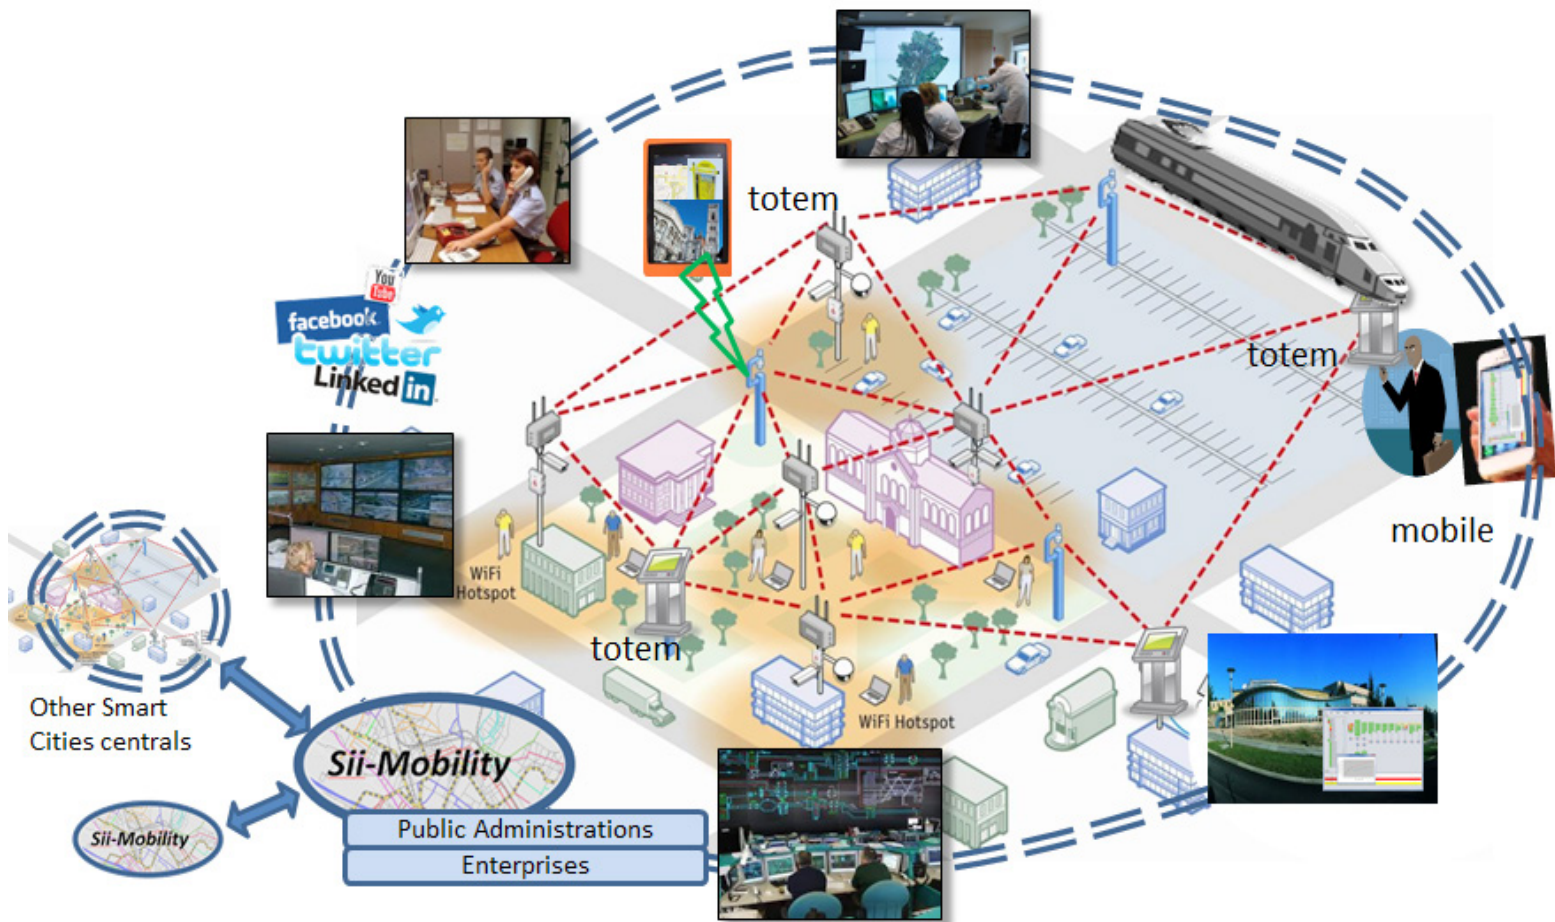 totem
You
Tube
facebook
twitter
Linked in
totem
mobile
WiFi
Hotspot
totem
WiFi Hotspot
Other Smart
Cities centrals
Sii-Mobility
Sii-Mobility
Public Administrations
Enterprises